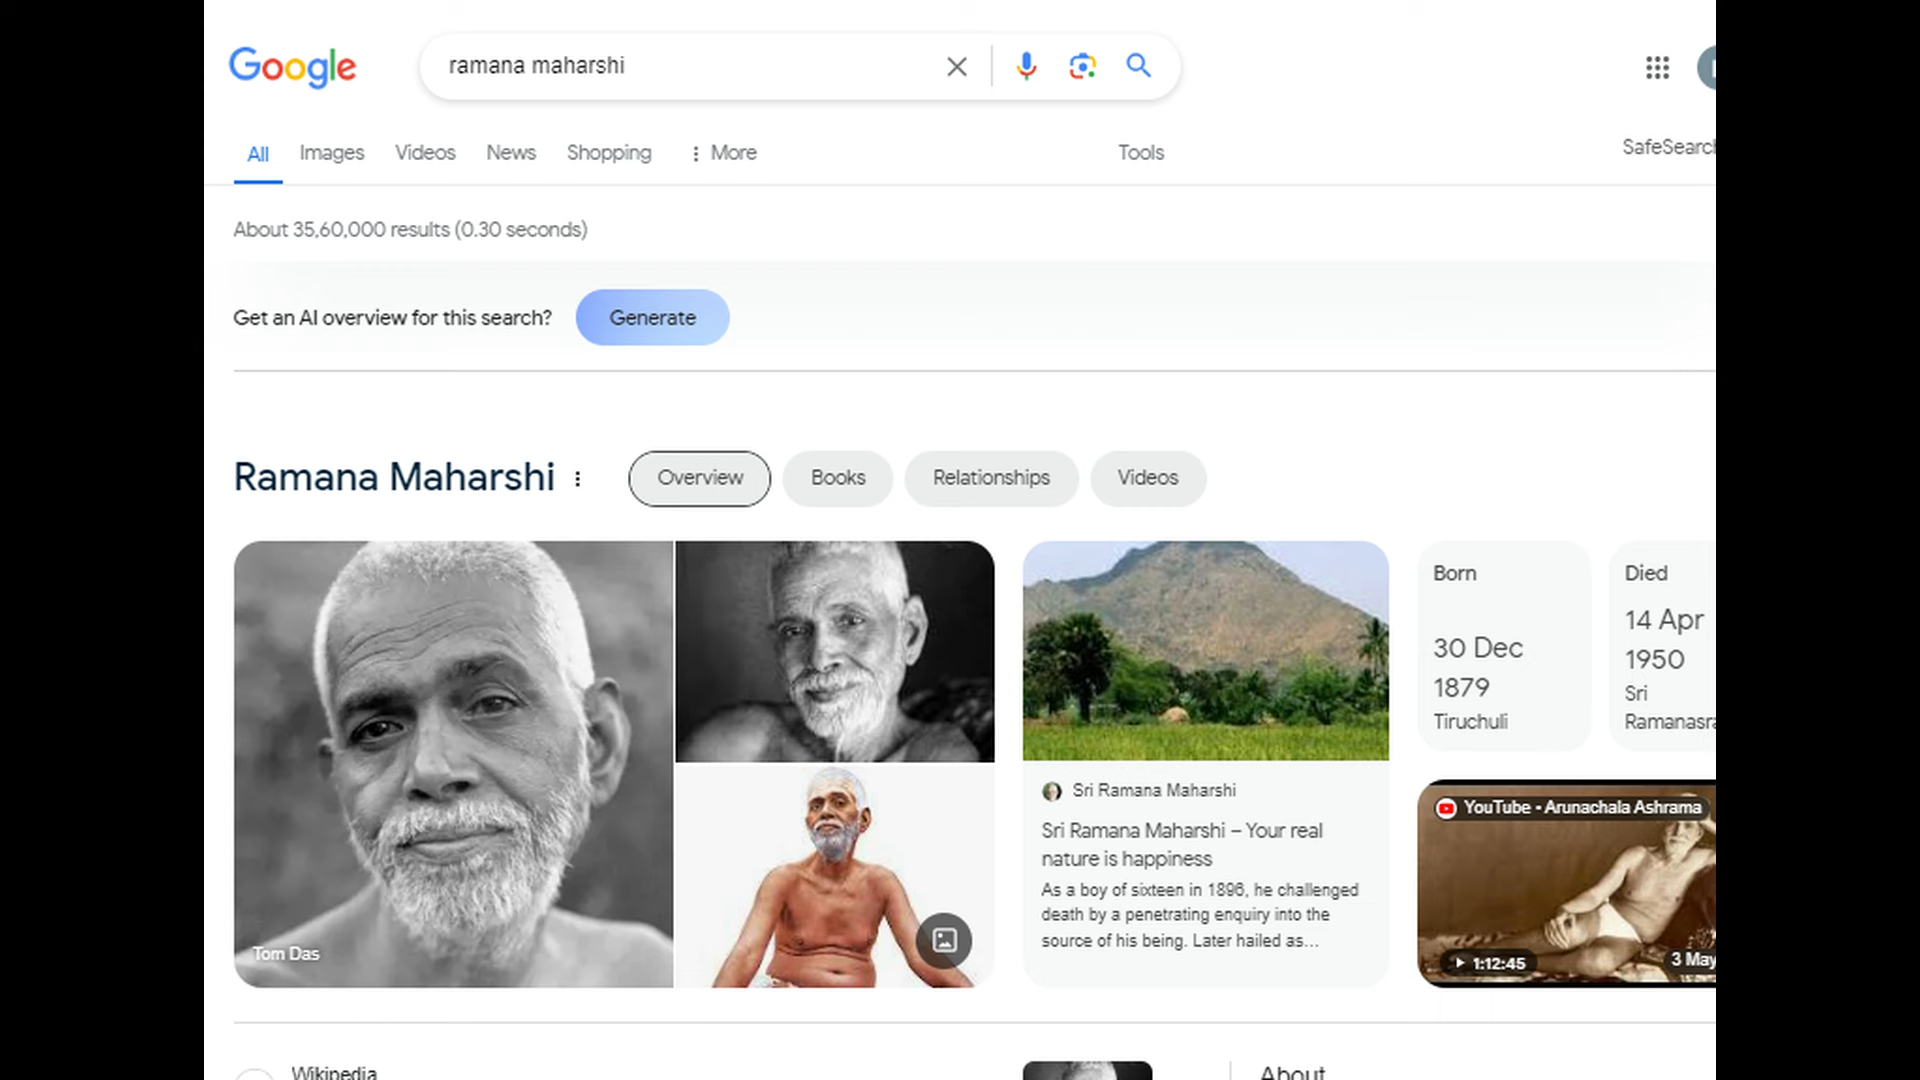 Google
ramana maharshi
All
Images
Videos
News
Shopping
More
Tools
SafeSearch
About 35,60,000 results (0.30 seconds)
Get an AI overview for this search?
Generate
Ramana Maharshi
Overview
Books
Relationships
Videos
Tom Das
Sri Ramana Maharshi
Sri Ramana Maharshi – Your real
nature is happiness
As a boy of sixteen in 1896, he challenged
death by a penetrating enquiry into the
source of his being. Later hailed as...
Born
30 Dec
1879
Tiruchuli
Died
14 Apr
1950
Sri
Ramanasra
YouTube • Arunachala Ashrama
1:12:45
3 May
Wikipedia
About